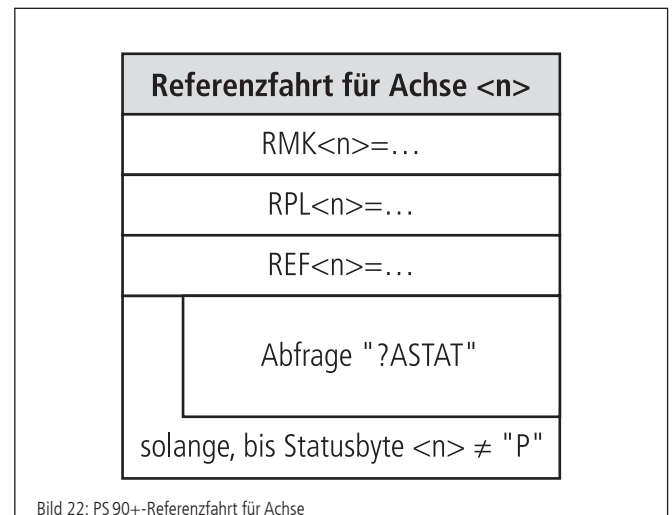 Referenzfahrt für Achse <n>
RMK<n>=…
RPL<n>=…
REF<n>=…
Abfrage "?ASTAT"
solange, bis Statusbyte <n> ≠ "P"
Bild 22: PS 90+-Referenzfahrt für Achse